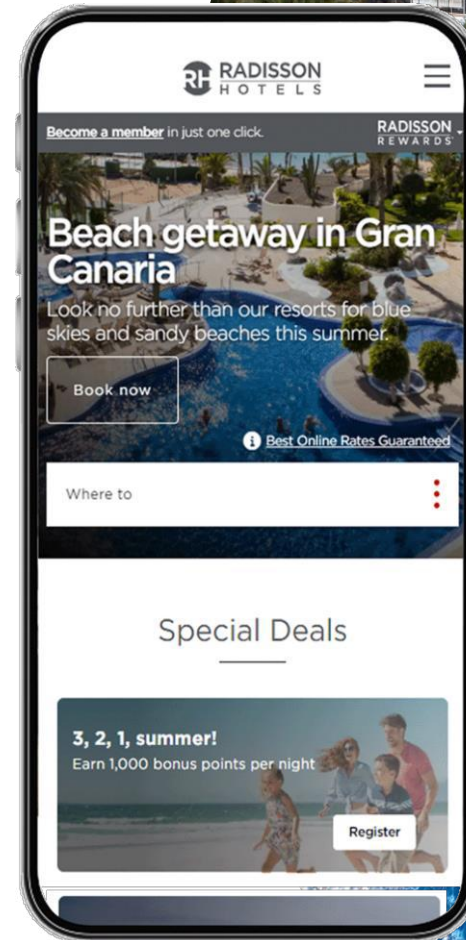 RH RADISSON
HOTELS
Become a member in just one click.
RADISSON
REWARDS
Beach getaway in Gran
Canaria
Look no further than our resorts for blue
skies and sandy beaches this summer.
Book now
i Best Online Rates Guaranteed
Where to
Special Deals
3, 2, 1, summer!
Earn 1,000 bonus points per night
Register